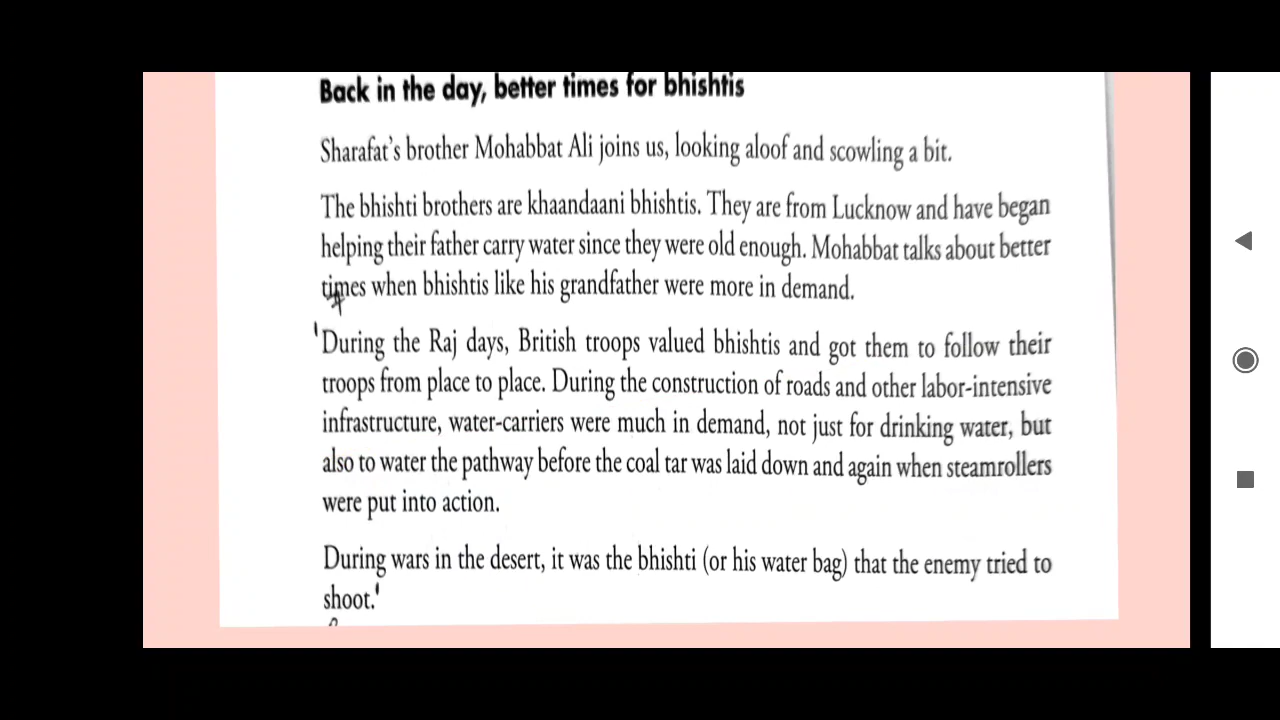 Back in the day, better times for bhishtis
Sharafat's brother Mohabbat Ali joins us, looking aloof and scowling a bit.
The bhishti brothers are khaandaani bhishtis. They are from Lucknow and have began
helping their father carry water since they were old enough. Mohabbat talks about better
times when bhishtis like his grandfather were more in demand.
'During the Raj days, British troops valued bhishtis and got them to follow their
troops from place to place. During the construction of roads and other labor-intensive
infrastructure, water-carriers were much in demand, not just for drinking water, but
also to water the pathway before the coal tar was laid down and again when steamrollers
were put into action.
During wars in the desert, it was the bhishti (or his water bag) that the enemy tried to
shoot.'